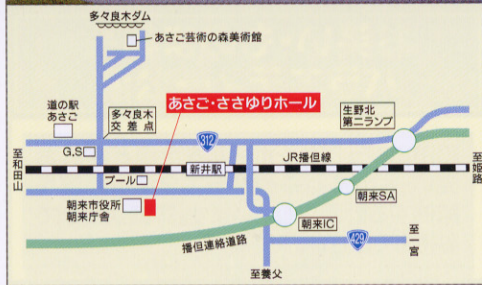 多々良木ダム
あさご芸術の森美術館
道の駅
あさご
多々良木
交差点
あさご・ささゆりホール
生野北
第二ランプ
312
G.S
至和田山
JR播但線
新井駅
至姫路
プール
朝来市役所
朝来庁舎
朝来SA
朝来IC
播但連絡道路
429
至一宮
至養父